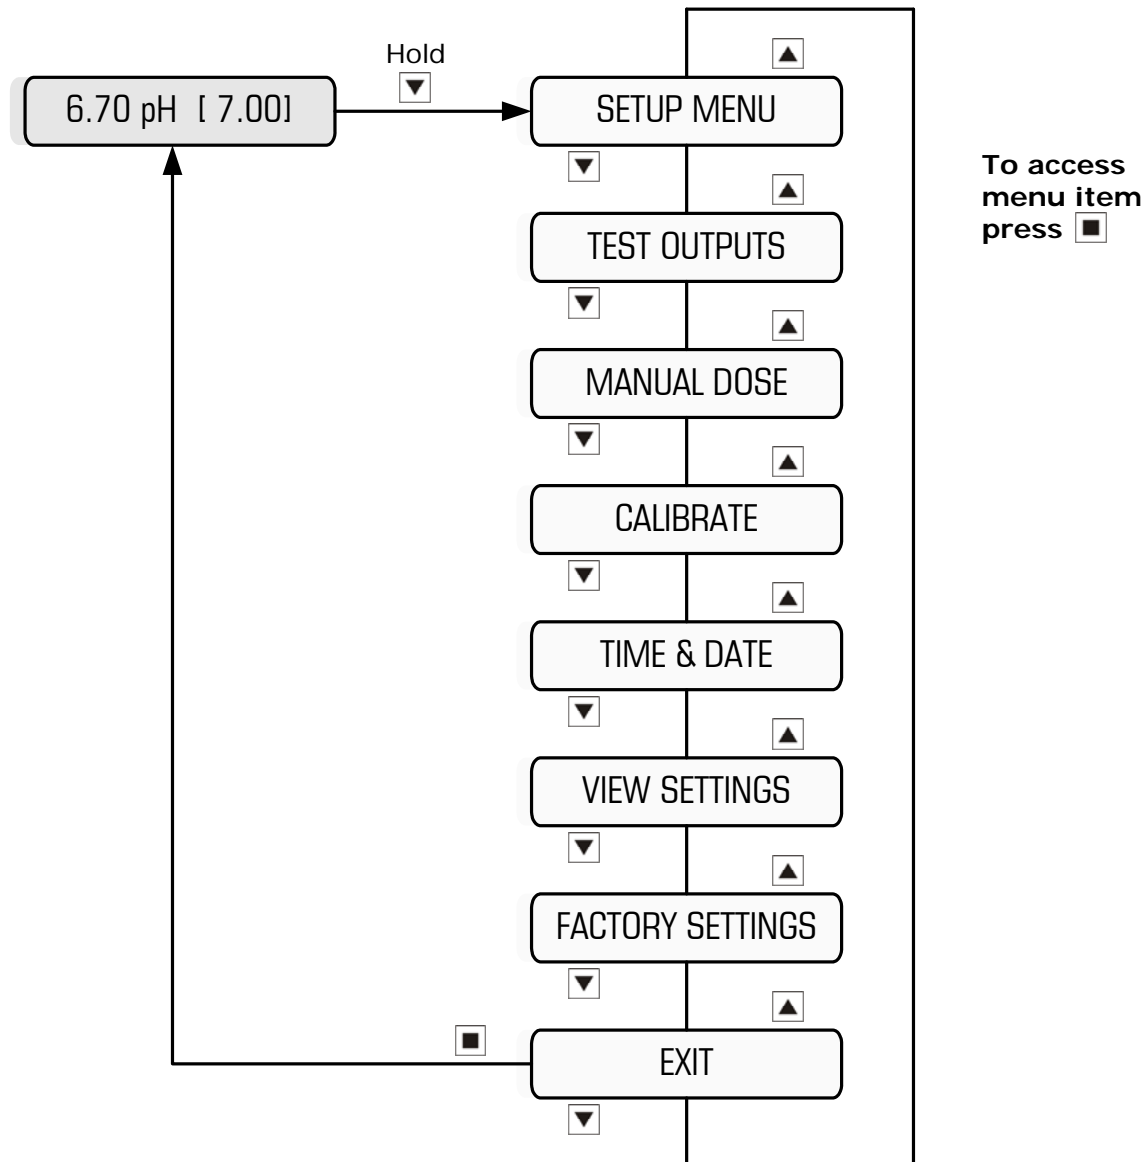 Hold
6.70 pH [ 7.00]
SETUP MENU
To access
menu item
press
TEST OUTPUTS
MANUAL DOSE
CALIBRATE
TIME & DATE
VIEW SETTINGS
FACTORY SETTINGS
EXIT